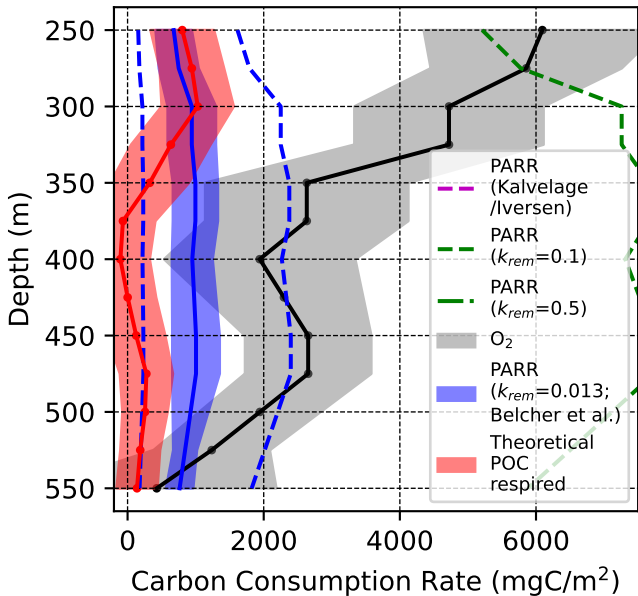 250
300
350
400
450
500
550
Depth (m)
0
2000
4000
6000
Carbon Consumption Rate (mgC/m²)
PARR
(Kalvelage
/Iversen)
PARR
(k_rem=0.1)
PARR
(k_rem=0.5)
O₂
PARR
(k_rem=0.013;
Belcher et al.)
Theoretical
POC
respired